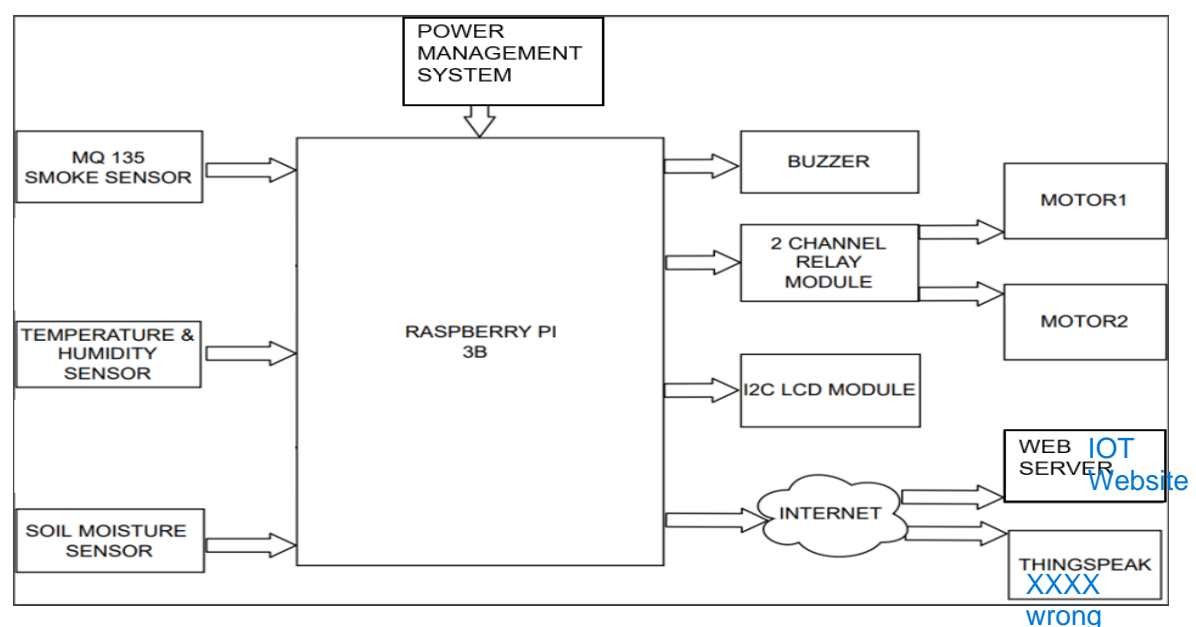 POWER
MANAGEMENT
SYSTEM
MQ 135
SMOKE SENSOR
TEMPERATURE &
HUMIDITY
SENSOR
SOIL MOISTURE
SENSOR
RASPBERRY PI
3B
BUZZER
2 CHANNEL
RELAY
MODULE
MOTOR1
MOTOR2
I2C LCD MODULE
INTERNET
WEB
SERVER
IOT
Website
THINGSPEAK
XXXX
wrong